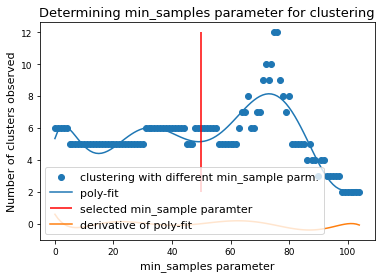 Determining min_samples parameter for clustering
Number of clusters observed
12
10
8
6
4
2
0
clustering with different min_sample parm.
poly-fit
selected min_sample paramter
derivative of poly-fit
0 20 40 60 80 100
min_samples parameter